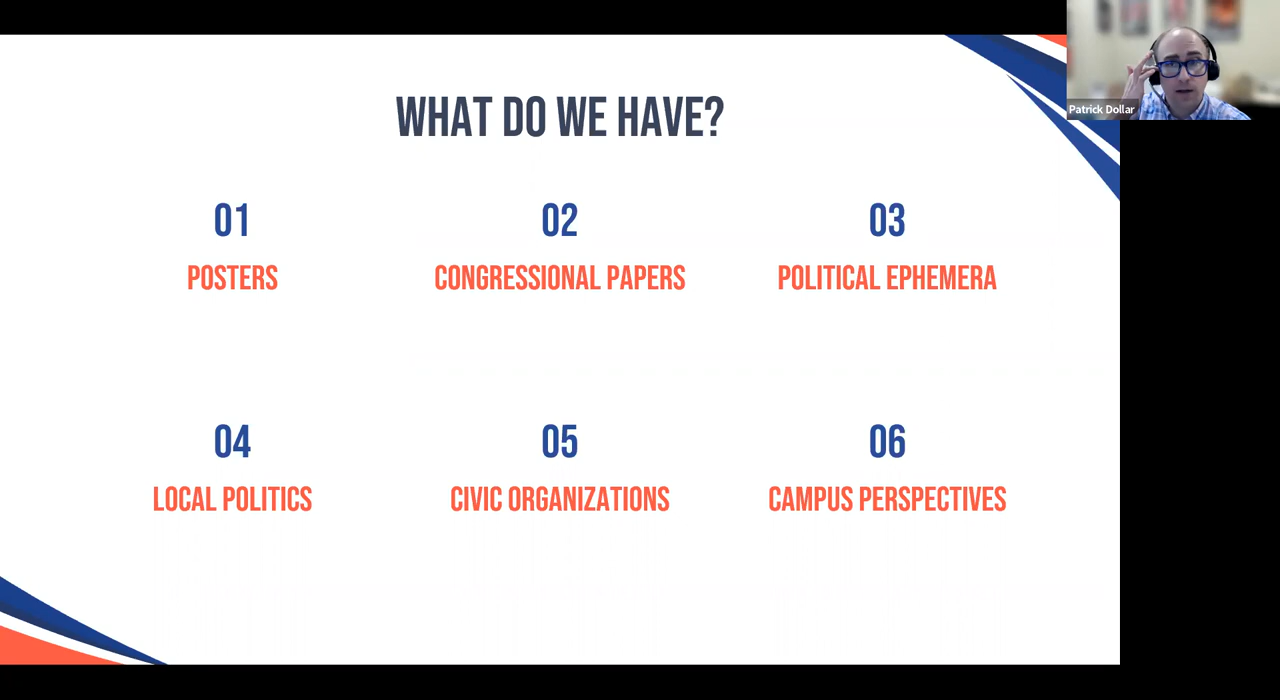 WHAT DO WE HAVE?
Patrick Dollar
01
02
03
POSTERS
CONGRESSIONAL PAPERS
POLITICAL EPHEMERA
04
05
06
LOCAL POLITICS
CIVIC ORGANIZATIONS
CAMPUS PERSPECTIVES